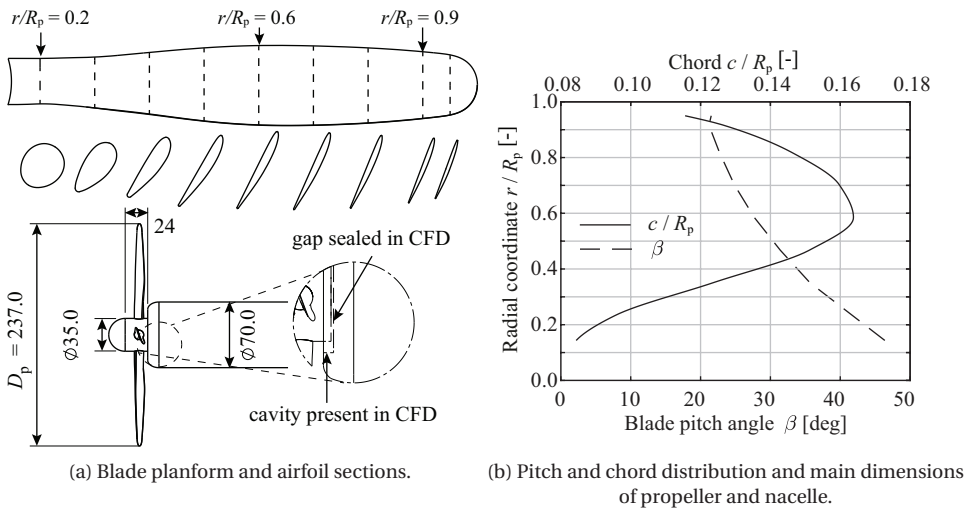 r/Rp = 0.2
r/Rp = 0.6
r/Rp = 0.9
24
gap sealed in CFD
Dp = 237.0
Ø35.0
Ø70.0
cavity present in CFD
(a) Blade planform and airfoil sections.
Chord c / Rp [-]
0.08 0.10 0.12 0.14 0.16 0.18
1.0
0.8
0.6
0.4
0.2
0.0
Radial coordinate r / Rp [-]
c / Rp
β
0 10 20 30 40 50
Blade pitch angle β [deg]
(b) Pitch and chord distribution and main dimensions
of propeller and nacelle.